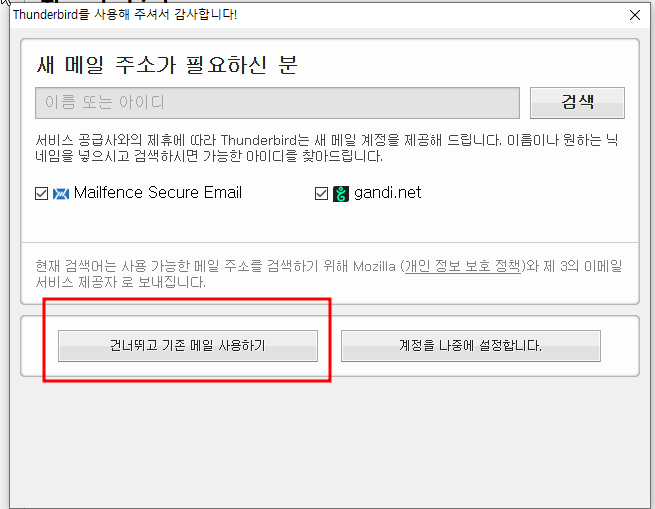 Thunderbird를 사용해 주셔서 감사합니다!
새 메일 주소가 필요하신 분
이름 또는 아이디
검색
서비스 공급사와의 제휴에 따라 Thunderbird는 새 메일 계정을 제공해 드립니다. 이름이나 원하는 닉
네임을 넣으시고 검색하시면 가능한 아이디를 찾아드립니다.
Mailfence Secure Email
gandi.net
현재 검색어는 사용 가능한 메일 주소를 검색하기 위해 Mozilla (개인 정보 보호 정책)와 제 3의 이메일
서비스 제공자 로 보내집니다.
건너뛰고 기존 메일 사용하기
계정을 나중에 설정합니다.